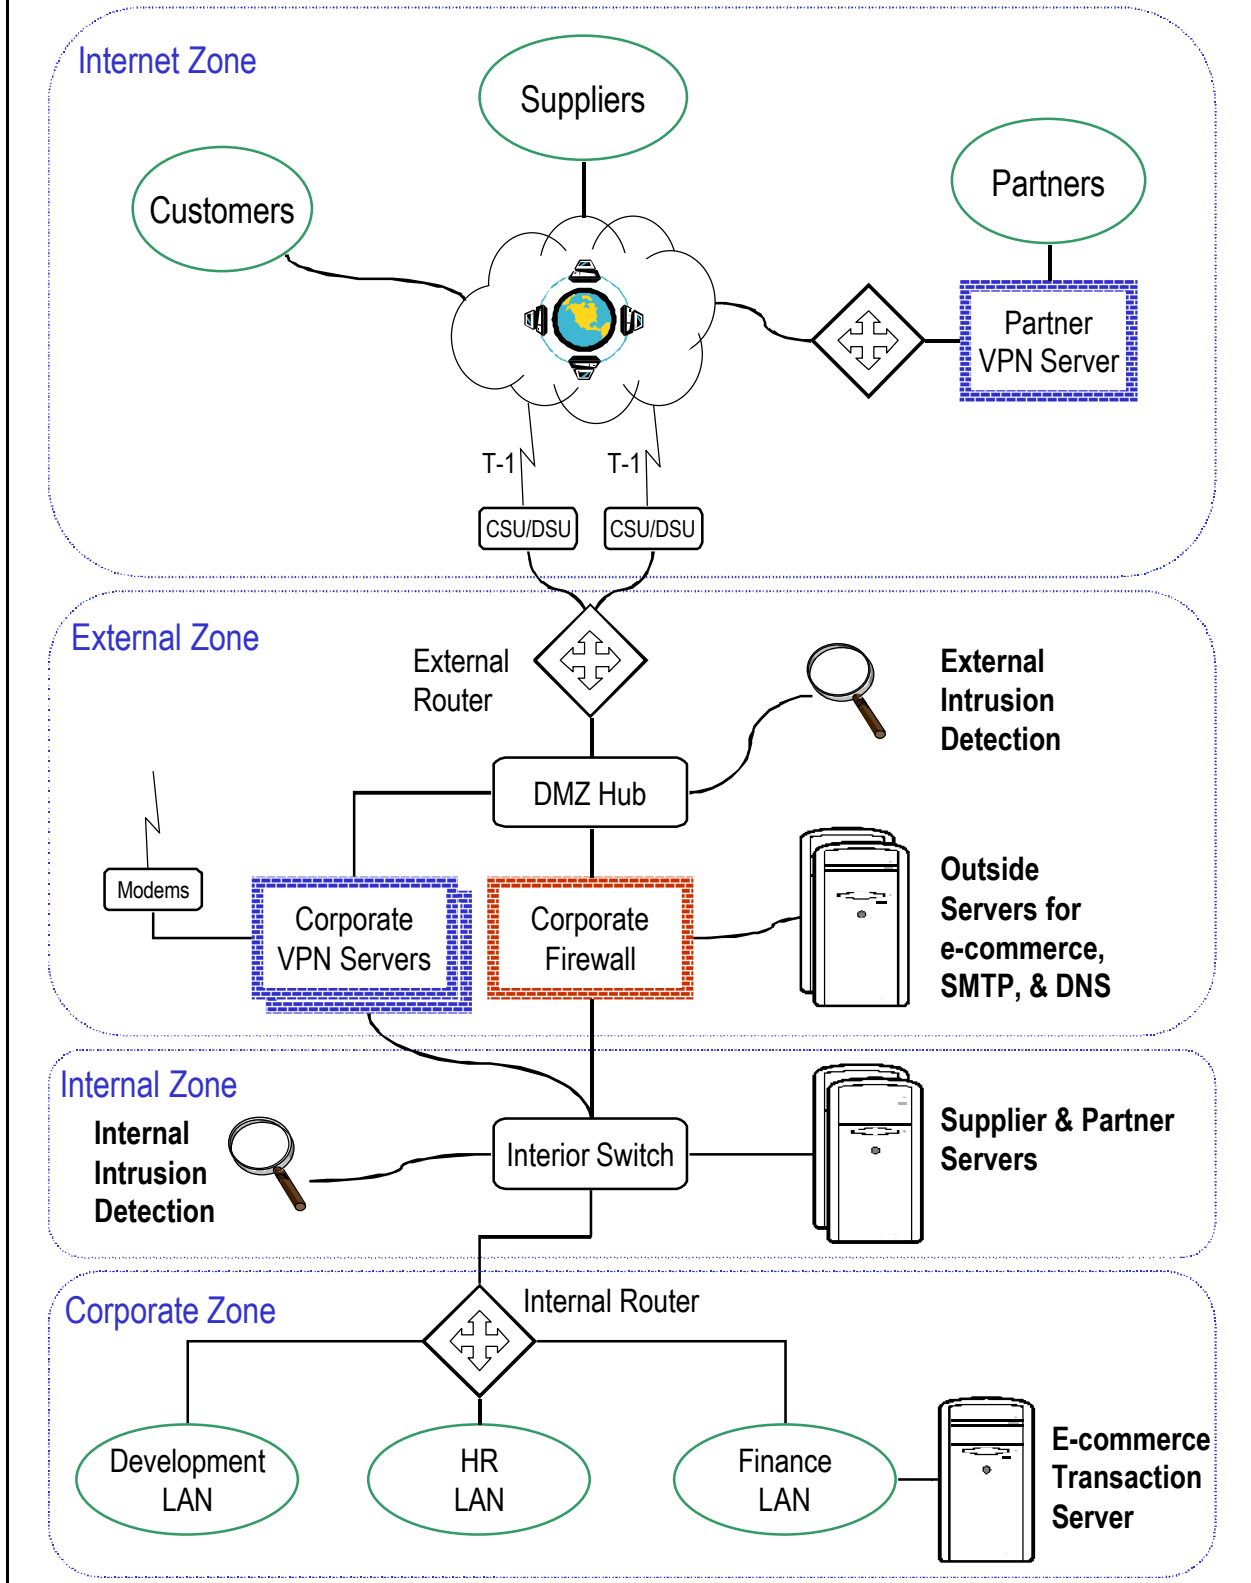 Internet Zone
Suppliers
Customers
Partners
Partner
VPN Server
T-1
T-1
CSU/DSU
CSU/DSU
External Zone
External
Router
External
Intrusion
Detection
DMZ Hub
Modems
Corporate
VPN Servers
Corporate
Firewall
Outside
Servers for
e-commerce,
SMTP, & DNS
Internal Zone
Internal
Intrusion
Detection
Interior Switch
Supplier & Partner
Servers
Corporate Zone
Internal Router
Development
LAN
HR
LAN
Finance
LAN
E-commerce
Transaction
Server